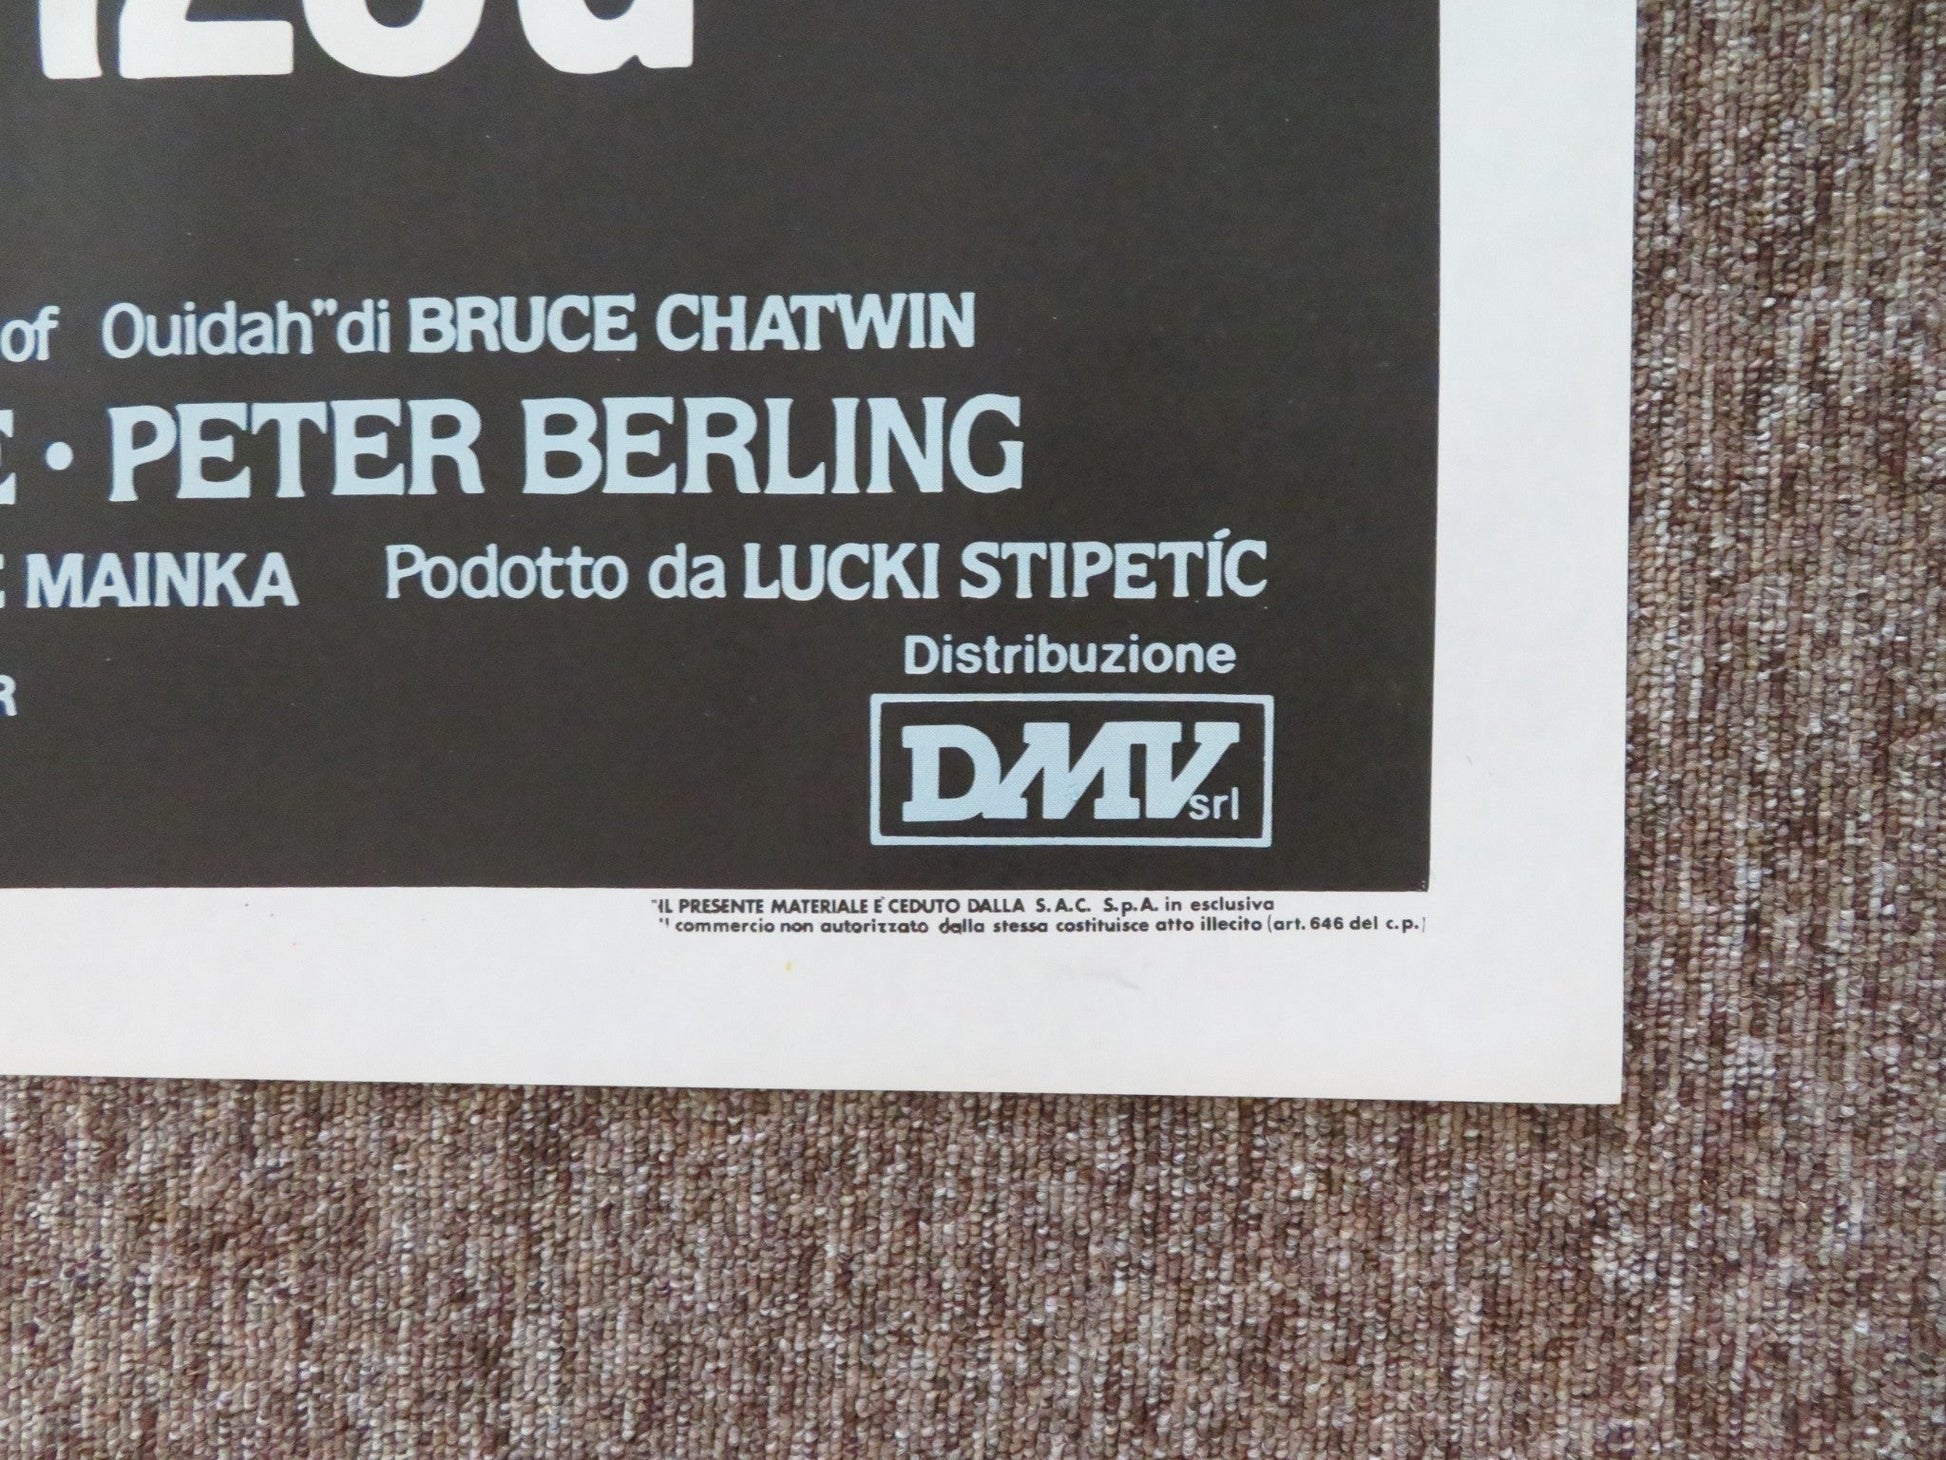 of Ouidah" di BRUCE CHATWIN
• PETER BERLING
MAINKA Podotto da LUCKI STIPETÍC
Distribuzione
R
DMV srl
"IL PRESENTE MATERIALE E' CEDUTO DALLA S.A.C. S.p.A. in esclusiva
commercio non autorizzato dalla stessa costituisce atto illecito (art. 646 del c.p.)